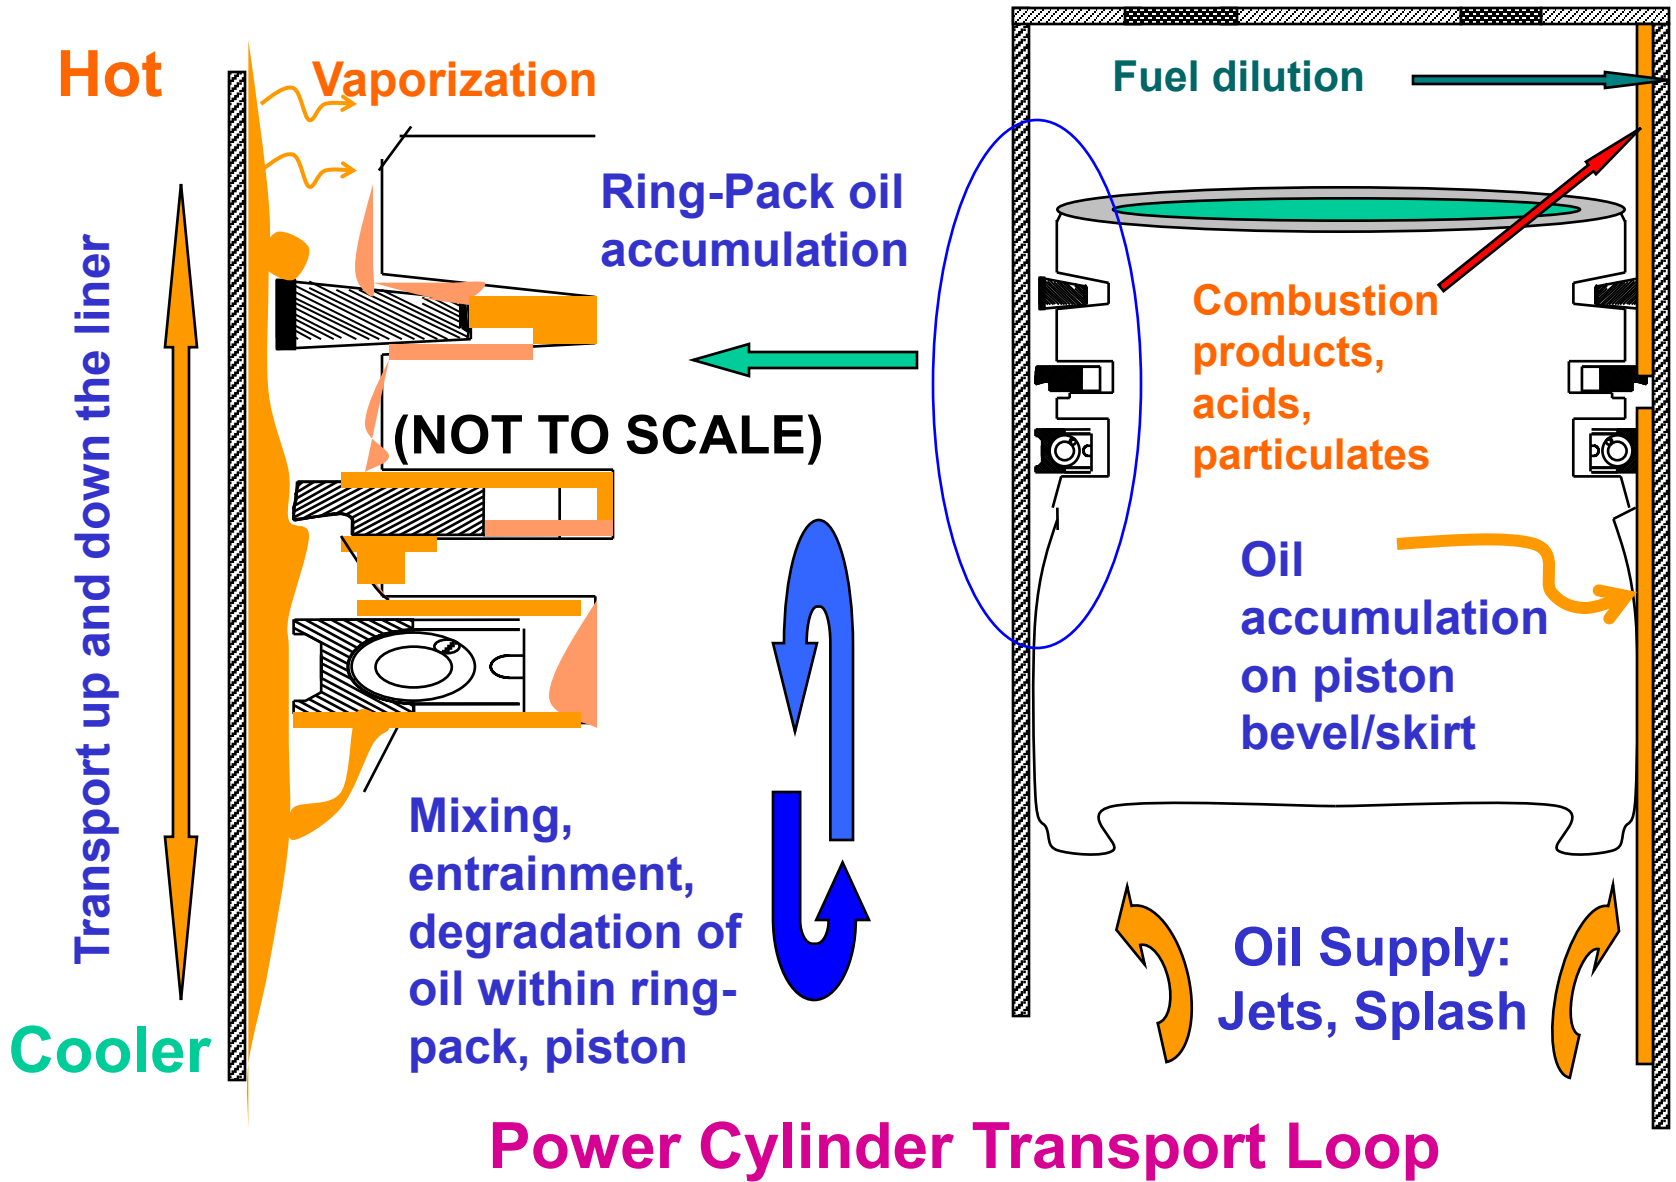 Hot
Vaporization
Fuel dilution
Ring-Pack oil
accumulation
Transport up and down the liner
Combustion
products,
acids,
particulates
(NOT TO SCALE)
Oil
accumulation
on piston
bevel/skirt
Mixing,
entrainment,
degradation of
oil within ring-
pack, piston
Oil Supply:
Jets, Splash
Cooler
Power Cylinder Transport Loop